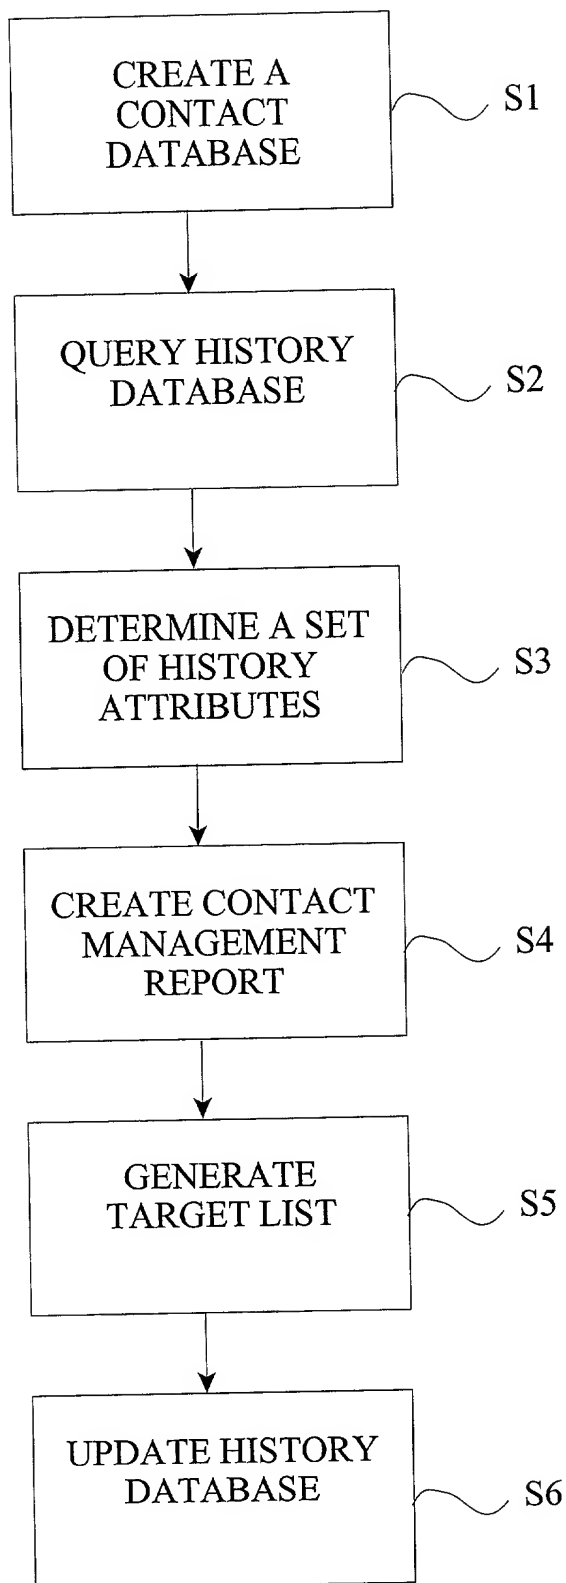 CREATE A
CONTACT
DATABASE
S1
QUERY HISTORY
DATABASE
S2
DETERMINE A SET
OF HISTORY
ATTRIBUTES
S3
CREATE CONTACT
MANAGEMENT
REPORT
S4
GENERATE
TARGET LIST
S5
UPDATE HISTORY
DATABASE
S6